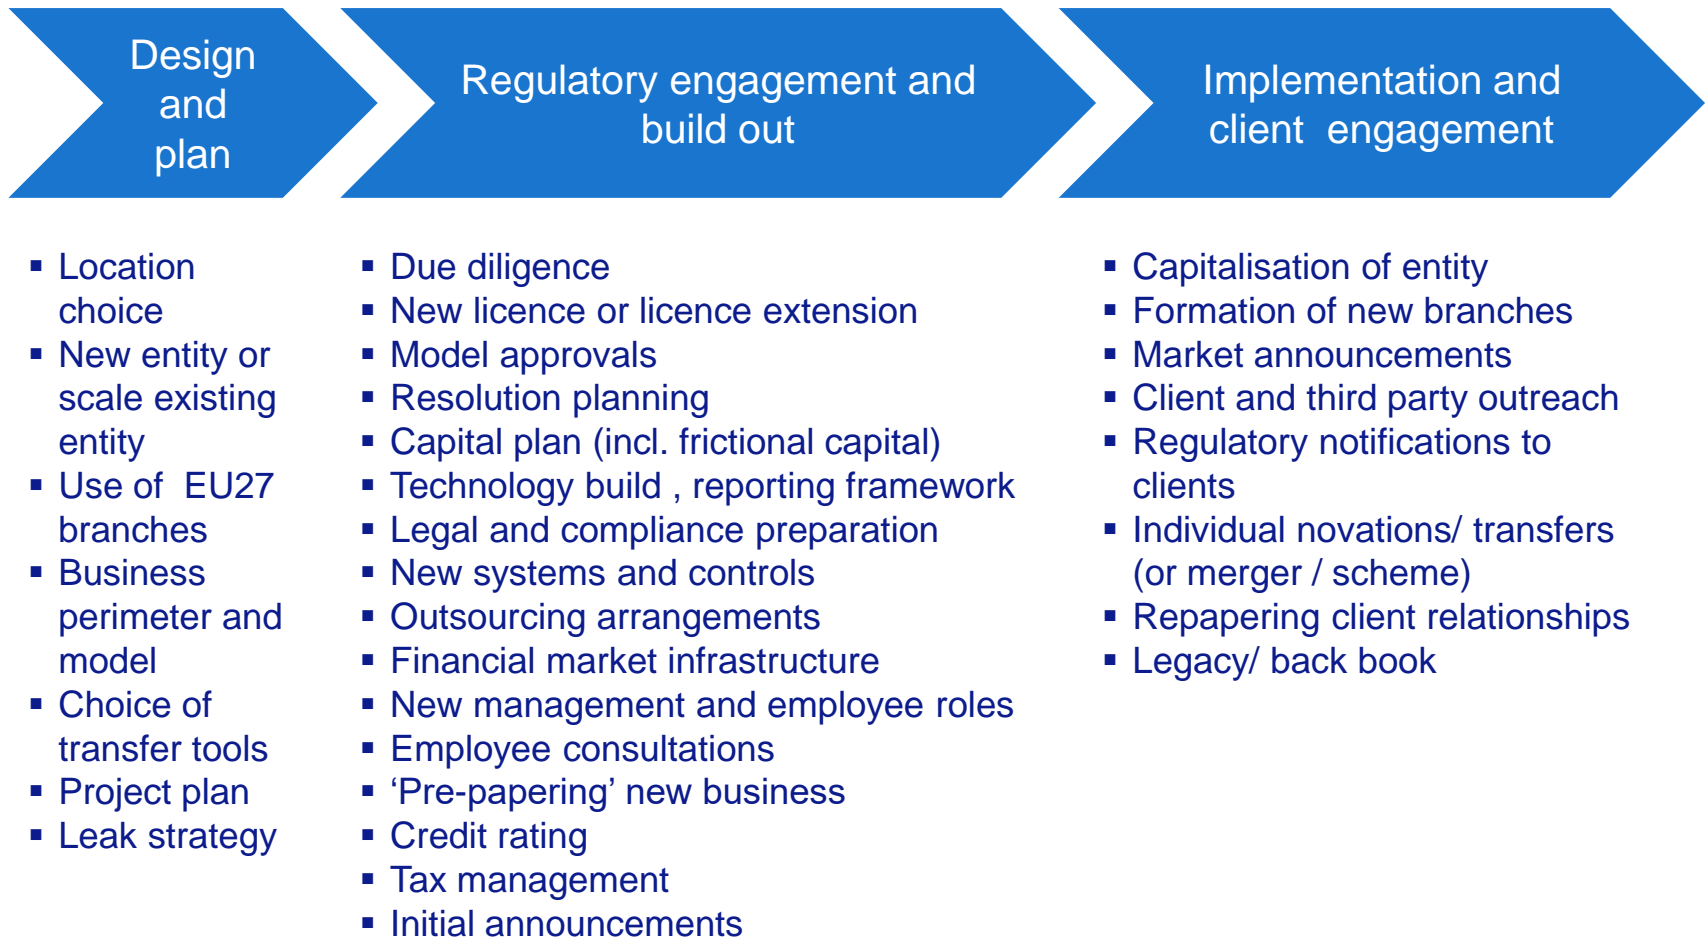 Design
and
plan
Regulatory engagement and
build out
Implementation and
client  engagement
▪ Location
choice
▪ New entity or
scale existing
entity
▪ Use of  EU27
branches
▪ Business
perimeter and
model
▪ Choice of
transfer tools
▪ Project plan
▪ Leak strategy
▪ Due diligence
▪ New licence or licence extension
▪ Model approvals
▪ Resolution planning
▪ Capital plan (incl. frictional capital)
▪ Technology build , reporting framework
▪ Legal and compliance preparation
▪ New systems and controls
▪ Outsourcing arrangements
▪ Financial market infrastructure
▪ New management and employee roles
▪ Employee consultations
▪ ‘Pre-papering’ new business
▪ Credit rating
▪ Tax management
▪ Initial announcements
▪ Capitalisation of entity
▪ Formation of new branches
▪ Market announcements
▪ Client and third party outreach
▪ Regulatory notifications to
clients
▪ Individual novations/ transfers
(or merger / scheme)
▪ Repapering client relationships
▪ Legacy/ back book